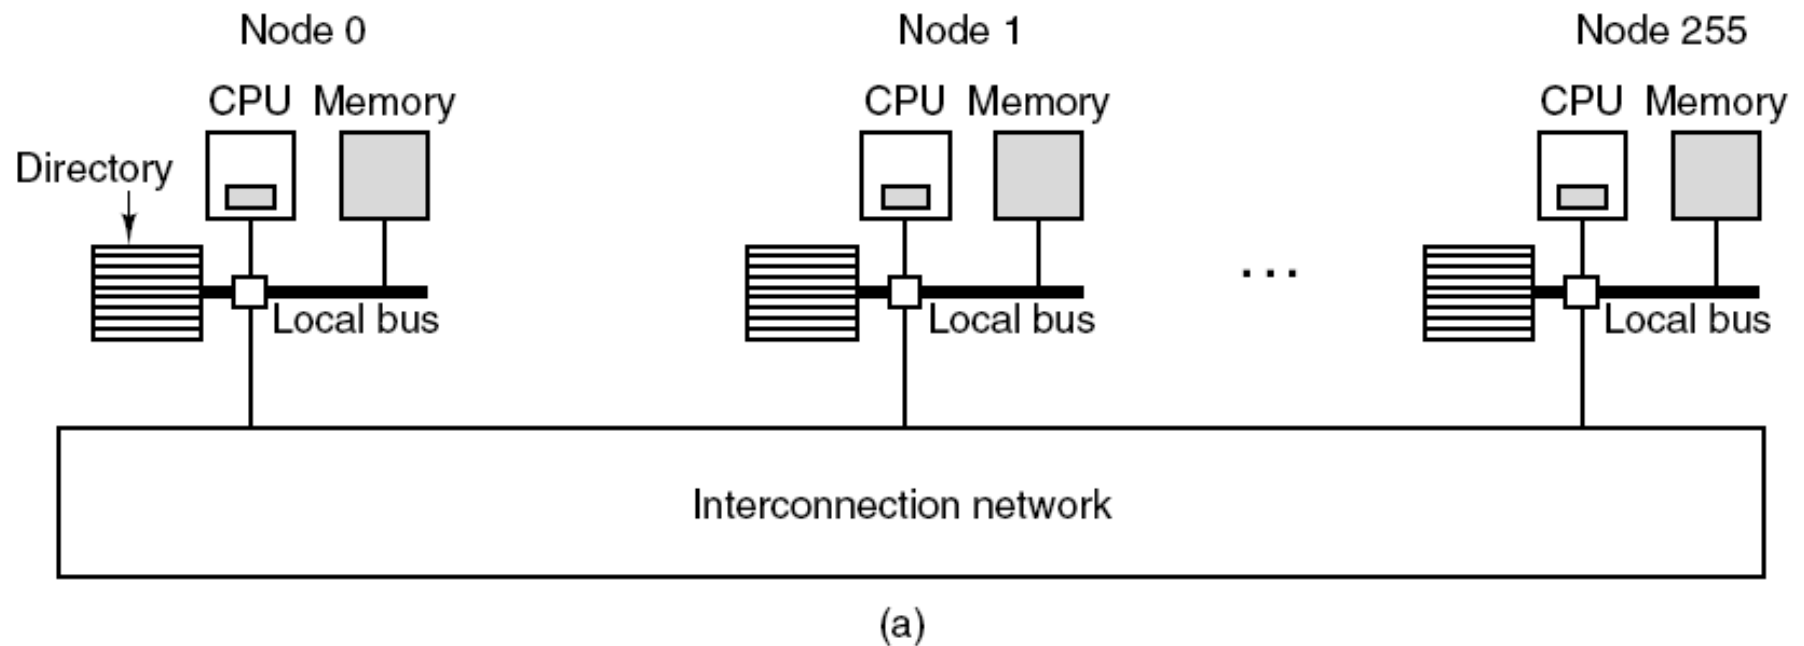 Node 0 Node 1 Node 255
CPU Memory CPU Memory CPU Memory
Directory
...
Local bus Local bus Local bus
Interconnection network
(a)